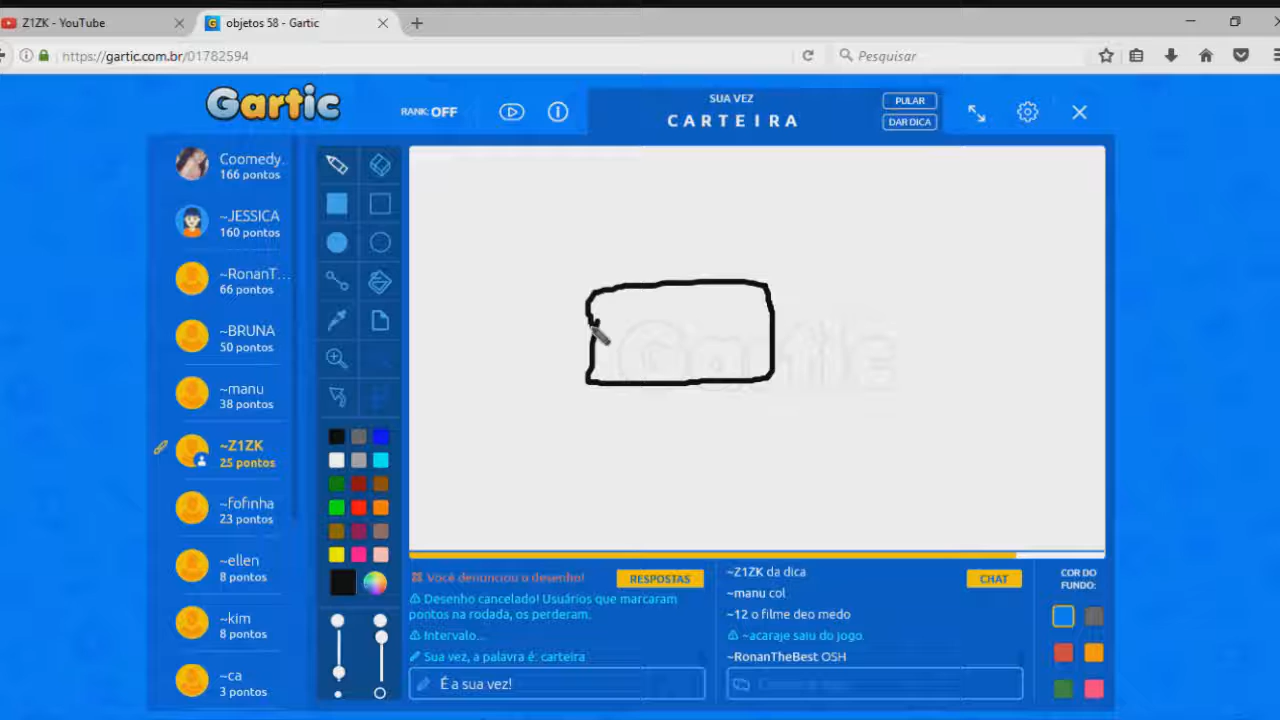 Z1ZK - YouTube
objetos 58 - Gartic
https://gartic.com.br/01782594
Pesquisar
Gartic
RANK: OFF
SUA VEZ
CARTEIRA
PULAR
DAR DICA
Coomedy.
166 pontos
~JESSICA
160 pontos
~RonanT...
66 pontos
~BRUNA
50 pontos
~manu
38 pontos
~Z1ZK
25 pontos
~fofinha
23 pontos
~ellen
8 pontos
~kim
8 pontos
~ca
3 pontos
Gartic
Você denunciou o desenho!
RESPOSTAS
Desenho cancelado! Usuários que marcaram
pontos na rodada, os perderam.
Intervalo...
Sua vez, a palavra é: carteira
É a sua vez!
~Z1ZK da dica
CHAT
~manu col
~12 o filme deo medo
~acaraje saiu do jogo.
~RonanTheBest OSH
COR DO
FUNDO: